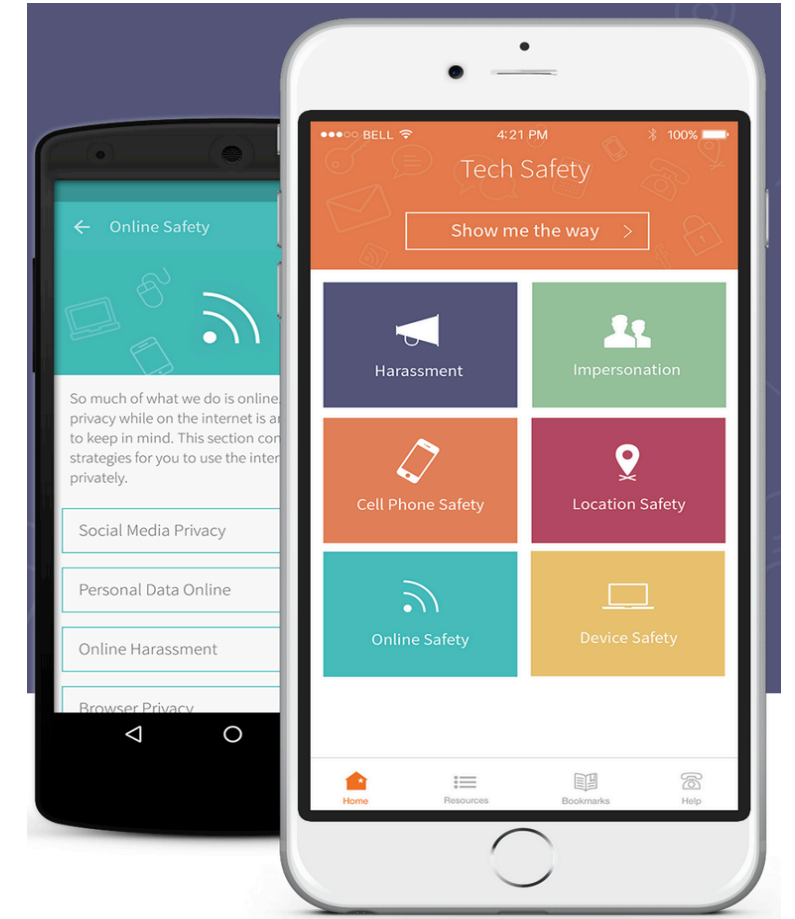 BELL
4:21 PM
100%
Tech Safety
Show me the way
Harassment
Impersonation
Cell Phone Safety
Location Safety
Online Safety
Device Safety
Home
Resources
Bookmarks
Help
Online Safety
So much of what we do is online.
privacy while on the internet is
to keep in mind. This section
strategies for you to use the
privately.
Social Media Privacy
Personal Data Online
Online Harassment
Browser Privacy